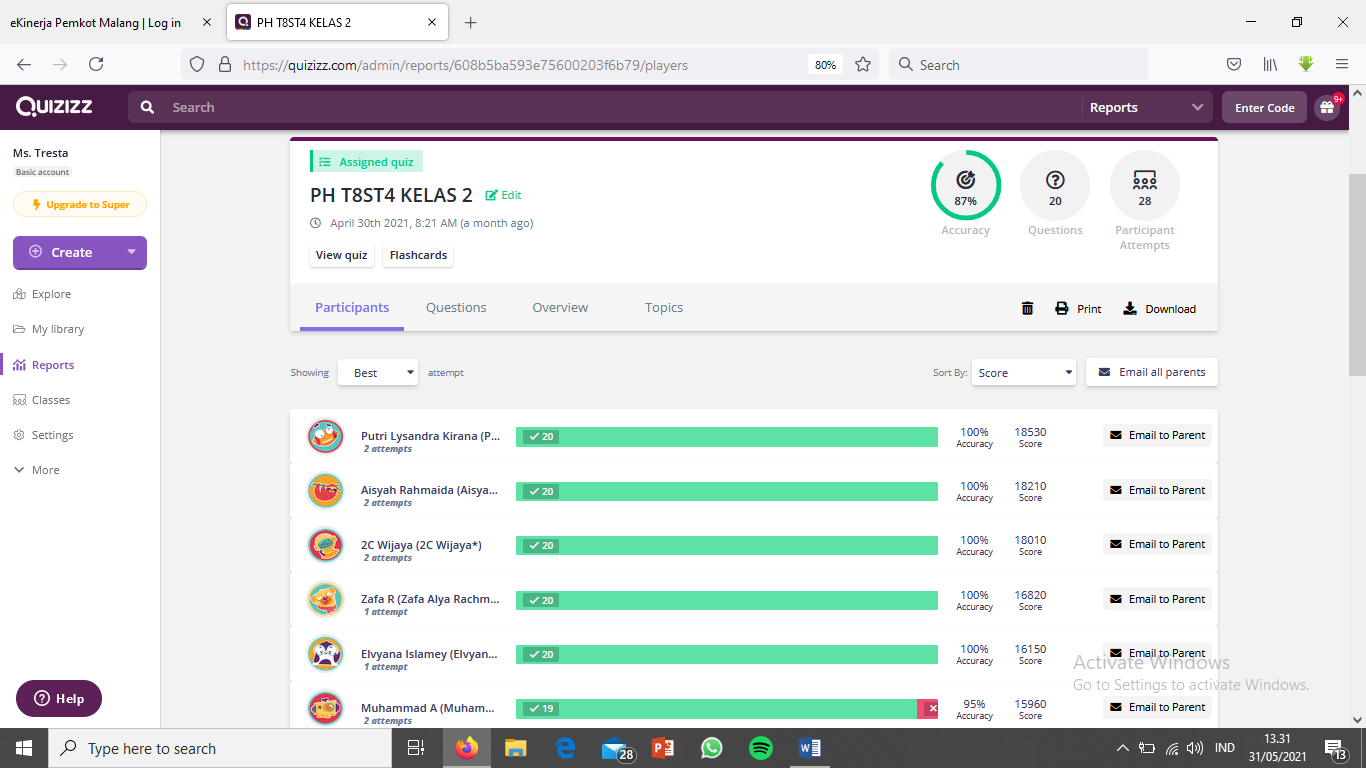 eKinerja Pemkot Malang | Log in
PH T8ST4 KELAS 2
https://quizizz.com/admin/reports/608b5ba593e75600203f6b79/players
80%
Search
QUIZIZZ
Search
Reports
Enter Code
9+
Ms. Tresta
Basic account
Upgrade to Super
Create
Explore
My library
Reports
Classes
Settings
More
Help
Assigned quiz
PH T8ST4 KELAS 2
Edit
April 30th 2021, 8:21 AM (a month ago)
View quiz
Flashcards
87%
Accuracy
20
Questions
28
Participant
Attempts
Participants
Questions
Overview
Topics
Print
Download
Showing
Best
attempt
Sort By:
Score
Email all parents
Putri Lysandra Kirana (P...
2 attempts
20
100%
Accuracy
18530
Score
Email to Parent
Aisyah Rahmaida (Aisya...
2 attempts
20
100%
Accuracy
18210
Score
Email to Parent
2C Wijaya (2C Wijaya*)
2 attempts
20
100%
Accuracy
18010
Score
Email to Parent
Zafa R (Zafa Alya Rachm...
1 attempt
20
100%
Accuracy
16820
Score
Email to Parent
Elvyana Islamey (Elvyan...
1 attempt
20
100%
Accuracy
16150
Score
Email to Parent
Muhammad A (Muham...
2 attempts
19
95%
Accuracy
15960
Score
Email to Parent
Activate Windows
Go to Settings to activate Windows.
Type here to search
28
IND
13.31
31/05/2021
13